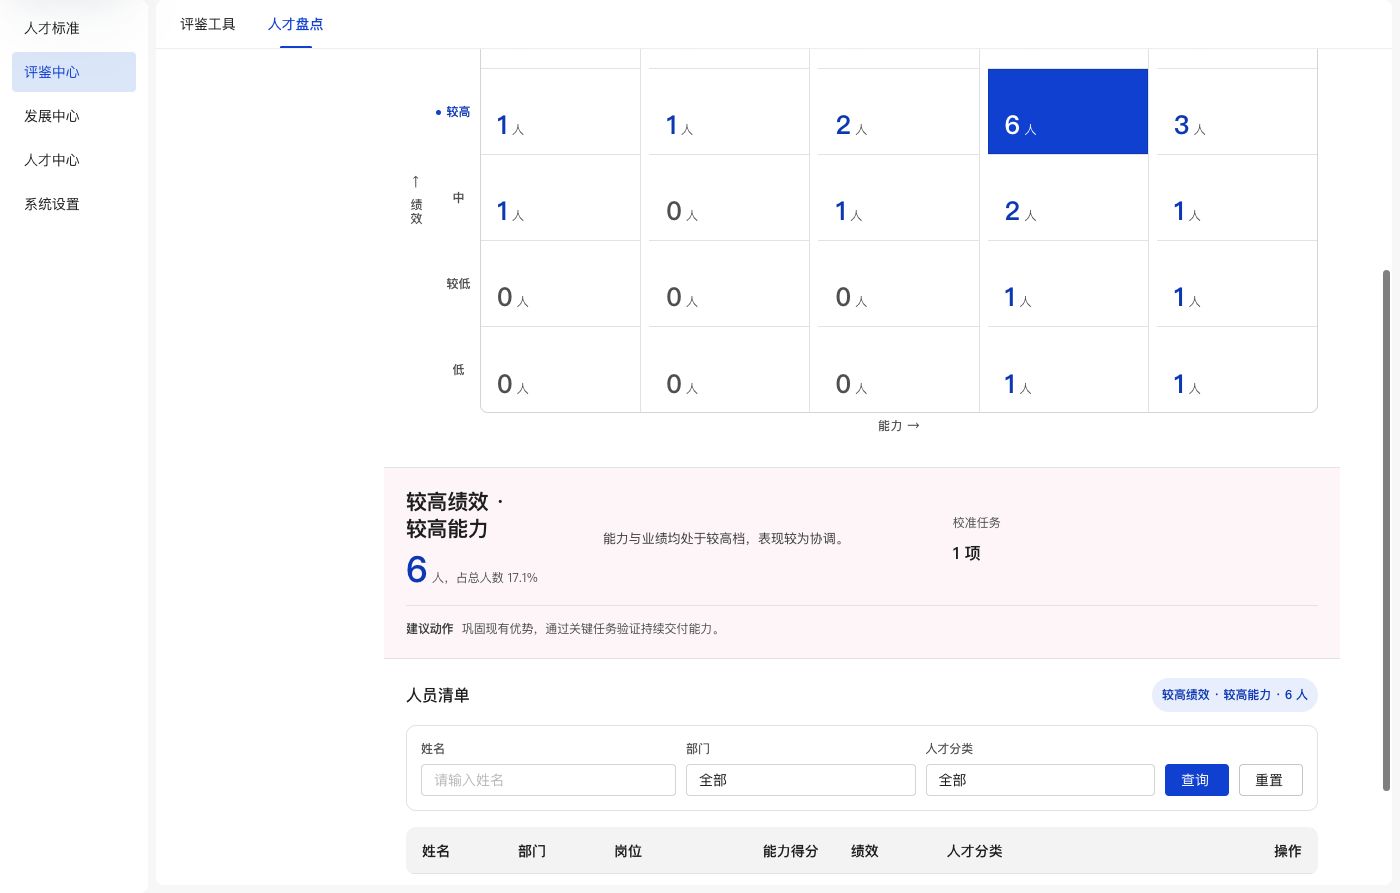 人才标准
评鉴中心
发展中心
人才中心
系统设置
评鉴工具
人才盘点
• 较高
1 人
1 人
2 人
6 人
3 人
↑
绩
效
中
1 人
0 人
1 人
2 人
1 人
较低
0 人
0 人
0 人
1 人
1 人
低
0 人
0 人
0 人
1 人
1 人
能力 →
较高绩效 ·
较高能力
6 人，占总人数 17.1%
能力与业绩均处于较高档，表现较为协调。
校准任务
1 项
建议动作 巩固现有优势，通过关键任务验证持续交付能力。
人员清单
较高绩效 · 较高能力 · 6 人
姓名
部门
人才分类
请输入姓名
全部
全部
查询
重置
姓名
部门
岗位
能力得分
绩效
人才分类
操作